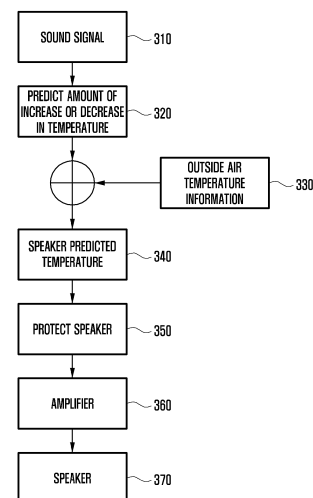 SOUND SIGNAL
310
PREDICT AMOUNT OF
INCREASE OR DECREASE
IN TEMPERATURE
320
OUTSIDE AIR
TEMPERATURE
INFORMATION
330
SPEAKER PREDICTED
TEMPERATURE
340
PROTECT SPEAKER
350
AMPLIFIER
360
SPEAKER
370